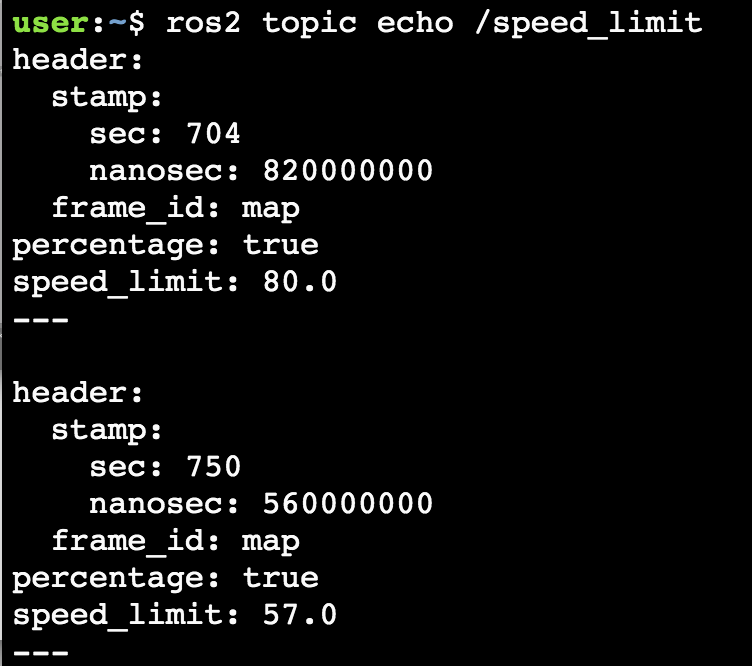 user:~$ ros2 topic echo /speed_limit
header:
  stamp:
    sec: 704
    nanosec: 820000000
  frame_id: map
percentage: true
speed_limit: 80.0
---

header:
  stamp:
    sec: 750
    nanosec: 560000000
  frame_id: map
percentage: true
speed_limit: 57.0
---